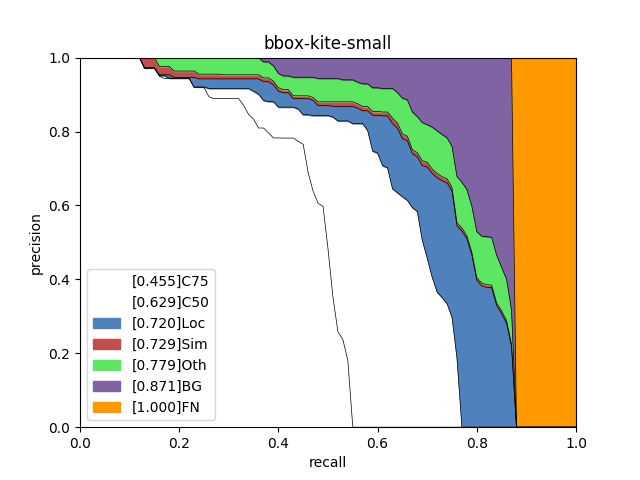 bbox-kite-small
precision
1.0
0.8
0.6
0.4
0.2
0.0
[0.455]C75
[0.629]C50
[0.720]Loc
[0.729]Sim
[0.779]Oth
[0.871]BG
[1.000]FN
0.0 0.2 0.4 0.6 0.8 1.0
recall